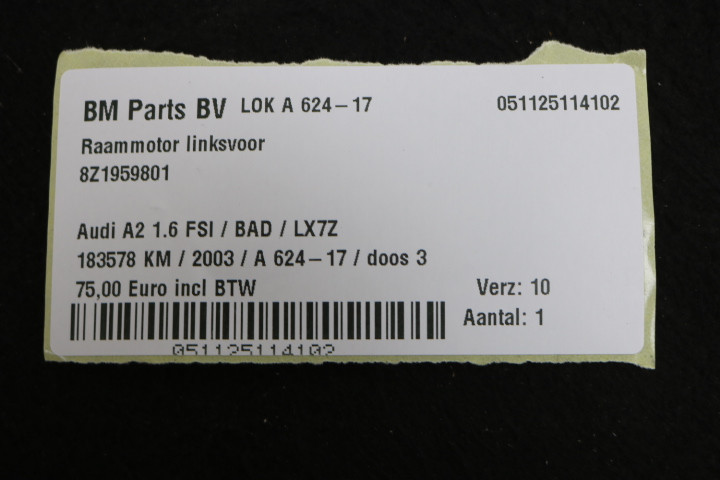 BM Parts BV LOK A 624-17 051125114102
Raammotor linksvoor
8Z1959801
Audi A2 1.6 FSI / BAD / LX7Z
183578 KM / 2003 / A 624-17 / doos 3
75,00 Euro incl BTW Verz: 10
Aantal: 1
051125114102